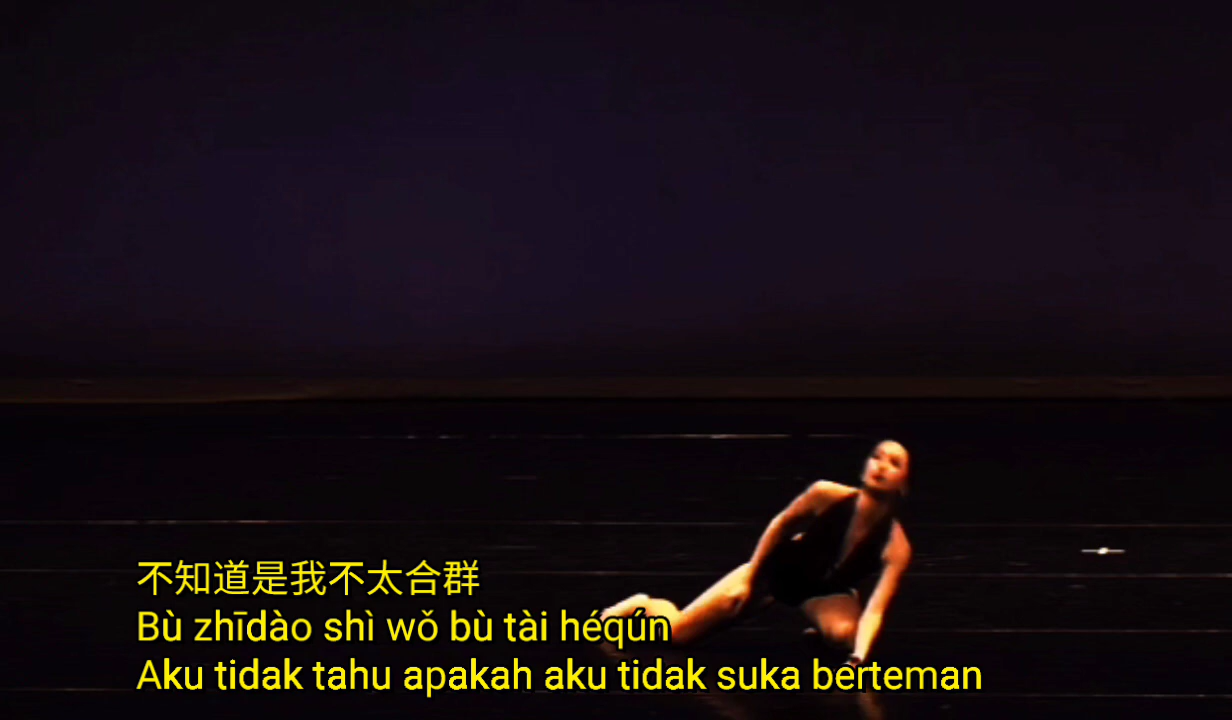 不知道是我不太合群
Bù zhīdào shì wǒ bù tài héqún
Aku tidak tahu apakah aku tidak suka berteman